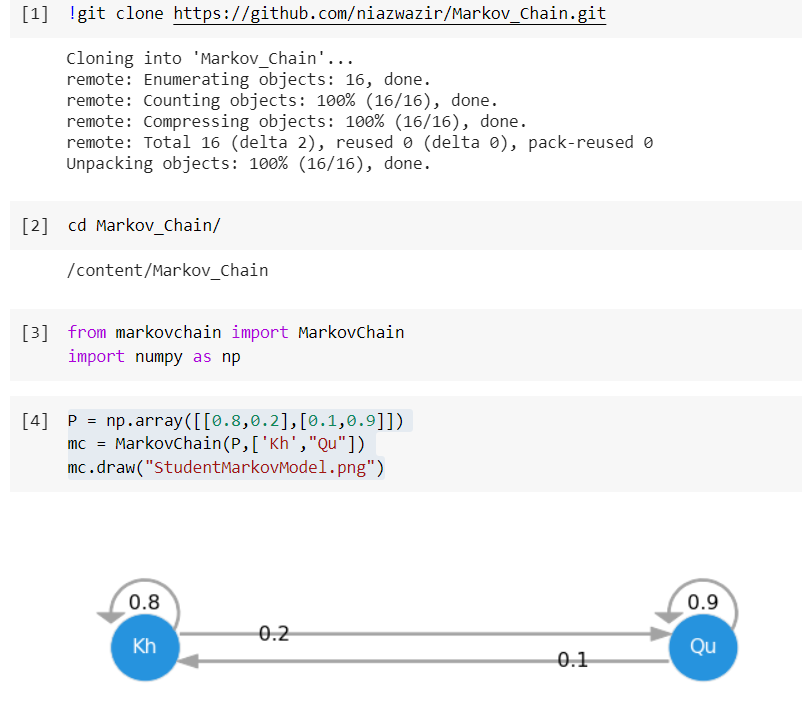 [1] !git clone https://github.com/niazwazir/Markov_Chain.git
Cloning into 'Markov_Chain'...
remote: Enumerating objects: 16, done.
remote: Counting objects: 100% (16/16), done.
remote: Compressing objects: 100% (16/16), done.
remote: Total 16 (delta 2), reused 0 (delta 0), pack-reused 0
Unpacking objects: 100% (16/16), done.
[2] cd Markov_Chain/
/content/Markov_Chain
[3] from markovchain import MarkovChain
import numpy as np
[4] P = np.array([[0.8,0.2],[0.1,0.9]])
mc = MarkovChain(P,['Kh',"Qu"])
mc.draw("StudentMarkovModel.png")
0.8
0.9
0.2
Kh
Qu
0.1